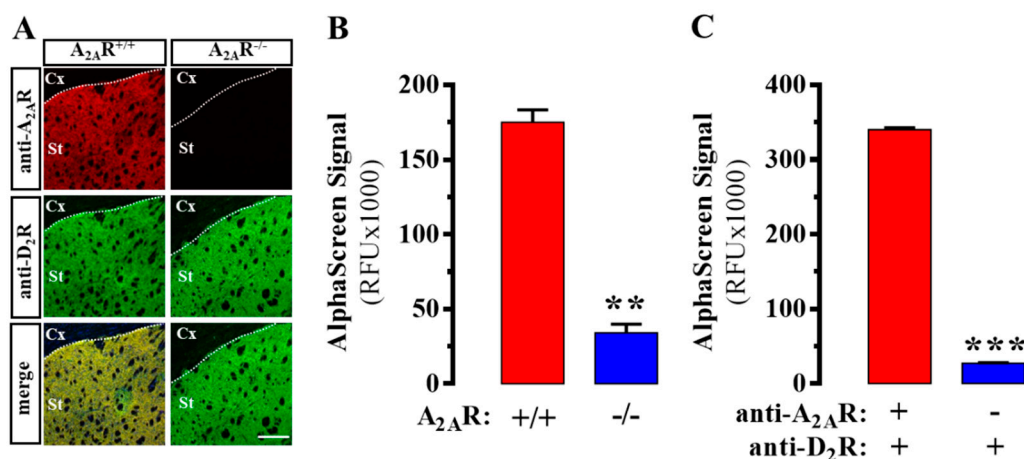 A
A₂ₐR⁺/⁺ A₂ₐR⁻/⁻
anti-A₂ₐR
Cx Cx
St St
anti-D₂R
Cx Cx
St St
merge
Cx Cx
St St
B
AlphaScreen Signal
(RFUx1000)
200
150
100
50
0
**
A₂ₐR: +/+ -/-
C
AlphaScreen Signal
(RFUx1000)
400
300
200
100
0
***
anti-A₂ₐR: + -
anti-D₂R: + +